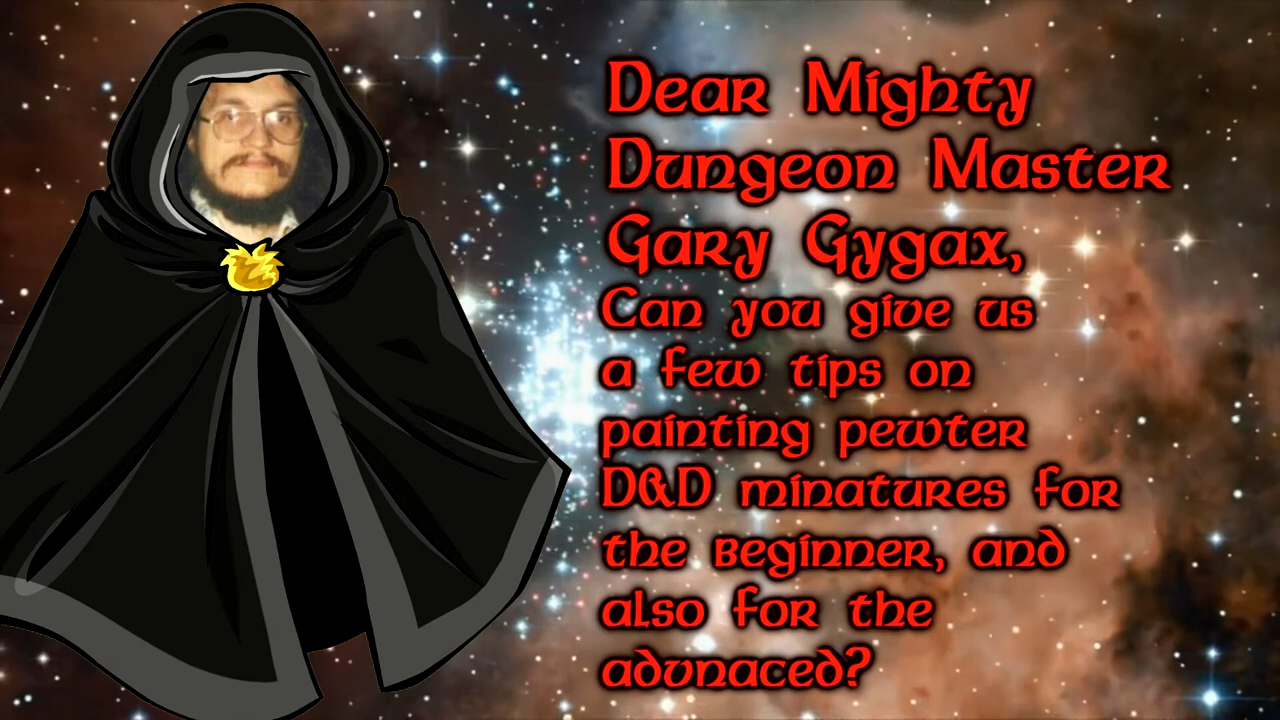 Dear Mighty
Dungeon Master
Gary Gygax,
Can you give us
a few tips on
painting pewter
D&D minatures for
the beginner, and
also for the
advnaced?